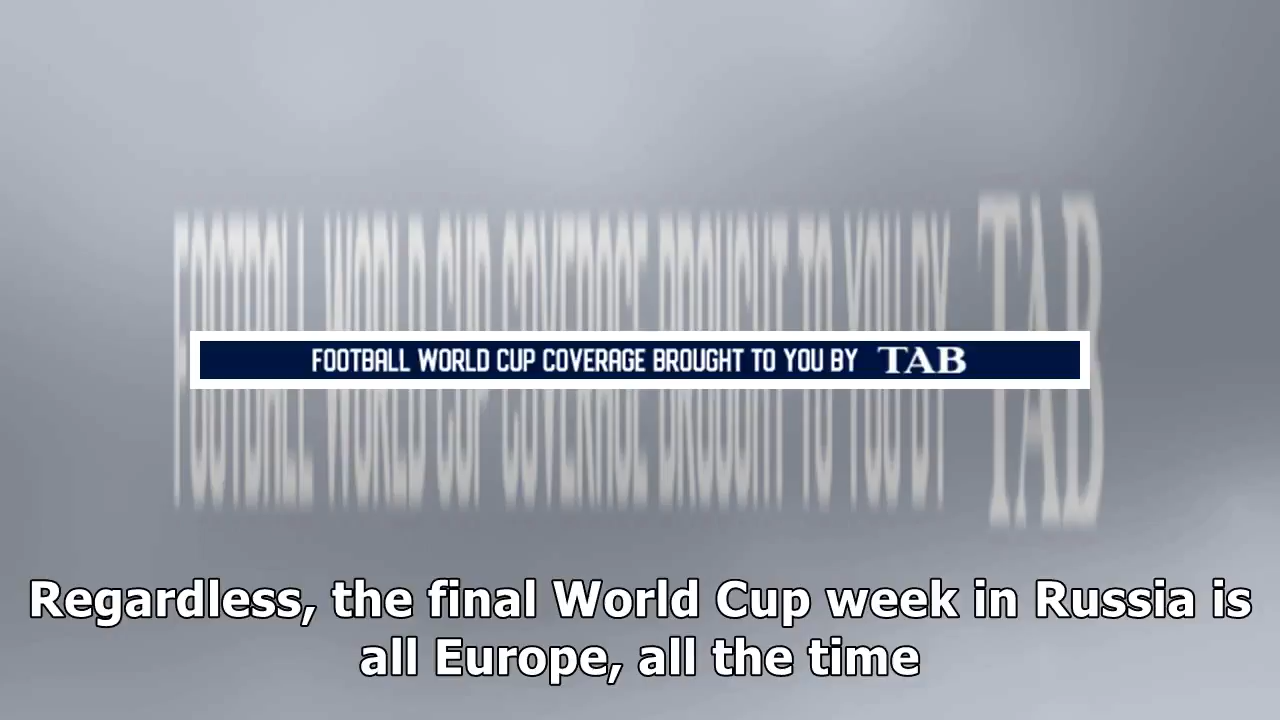 FOOTBALL WORLD CUP COVERAGE BROUGHT TO YOU BY TAB
Regardless, the final World Cup week in Russia is
all Europe, all the time